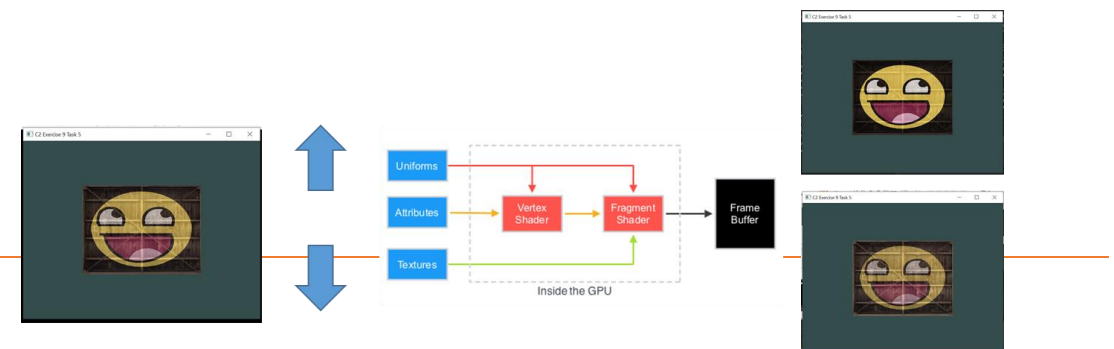 C2 Exercise 9 Task 5
Uniforms
Attributes
Textures
Vertex
Shader
Fragment
Shader
Inside the GPU
Frame
Buffer
C2 Exercise 9 Task 5
C2 Exercise 9 Task 5